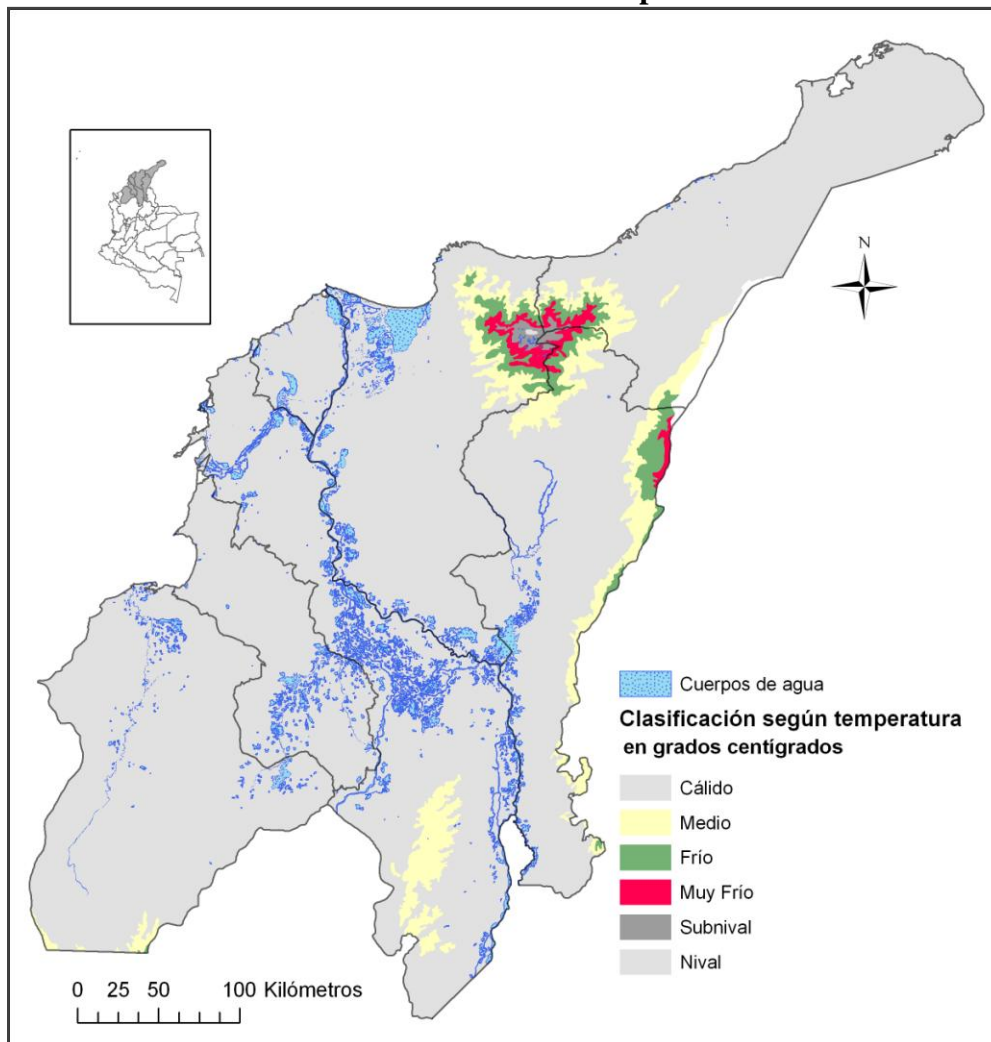 N
Cuerpos de agua
Clasificación según temperatura
en grados centígrados
Cálido
Medio
Frío
Muy Frío
Subnival
Nival
0 25 50 100 Kilómetros